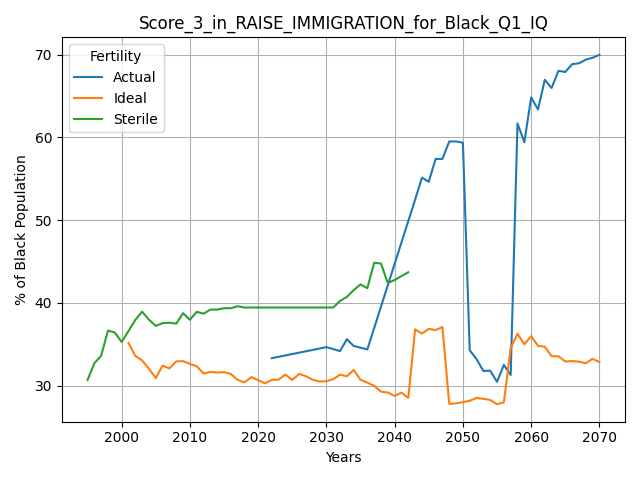 Score_3_in_RAISE_IMMIGRATION_for_Black_Q1_IQ
Fertility
Actual
Ideal
Sterile
% of Black Population
70
60
50
40
30
2000 2010 2020 2030 2040 2050 2060 2070
Years